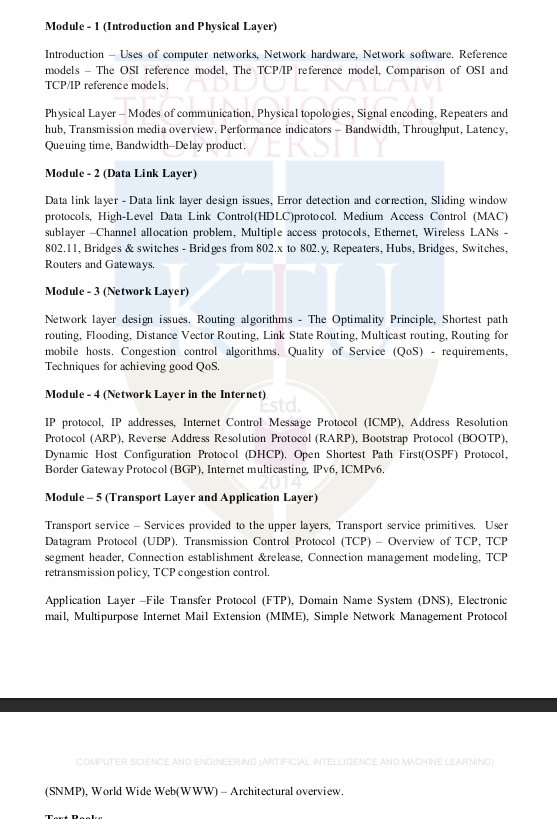 Module - 1 (Introduction and Physical Layer)
Introduction – Uses of computer networks, Network hardware, Network software. Reference
models – The OSI reference model, The TCP/IP reference model, Comparison of OSI and
TCP/IP reference models.
Physical Layer – Modes of communication, Physical topologies, Signal encoding, Repeaters and
hub, Transmission media overview. Performance indicators – Bandwidth, Throughput, Latency,
Queuing time, Bandwidth–Delay product.
Module - 2 (Data Link Layer)
Data link layer - Data link layer design issues, Error detection and correction, Sliding window
protocols, High-Level Data Link Control(HDLC)protocol. Medium Access Control (MAC)
sublayer –Channel allocation problem, Multiple access protocols, Ethernet, Wireless LANs -
802.11, Bridges & switches - Bridges from 802.x to 802.y, Repeaters, Hubs, Bridges, Switches,
Routers and Gateways.
Module - 3 (Network Layer)
Network layer design issues. Routing algorithms - The Optimality Principle, Shortest path
routing, Flooding, Distance Vector Routing, Link State Routing, Multicast routing, Routing for
mobile hosts. Congestion control algorithms. Quality of Service (QoS) - requirements,
Techniques for achieving good QoS.
Module - 4 (Network Layer in the Internet)
IP protocol, IP addresses, Internet Control Message Protocol (ICMP), Address Resolution
Protocol (ARP), Reverse Address Resolution Protocol (RARP), Bootstrap Protocol (BOOTP),
Dynamic Host Configuration Protocol (DHCP). Open Shortest Path First(OSPF) Protocol,
Border Gateway Protocol (BGP), Internet multicasting, IPv6, ICMPv6.
Module – 5 (Transport Layer and Application Layer)
Transport service – Services provided to the upper layers, Transport service primitives. User
Datagram Protocol (UDP). Transmission Control Protocol (TCP) – Overview of TCP, TCP
segment header, Connection establishment &release, Connection management modeling, TCP
retransmission policy, TCP congestion control.
Application Layer –File Transfer Protocol (FTP), Domain Name System (DNS), Electronic
mail, Multipurpose Internet Mail Extension (MIME), Simple Network Management Protocol
COMPUTER SCIENCE AND ENGINEERING (ARTIFICIAL INTELLIGENCE AND MACHINE LEARNING)
(SNMP), World Wide Web(WWW) – Architectural overview.
Text Books
API ABDUL KALAM
TECHNOLOGICAL
UNIVERSITY
KTU
Estd.
2014